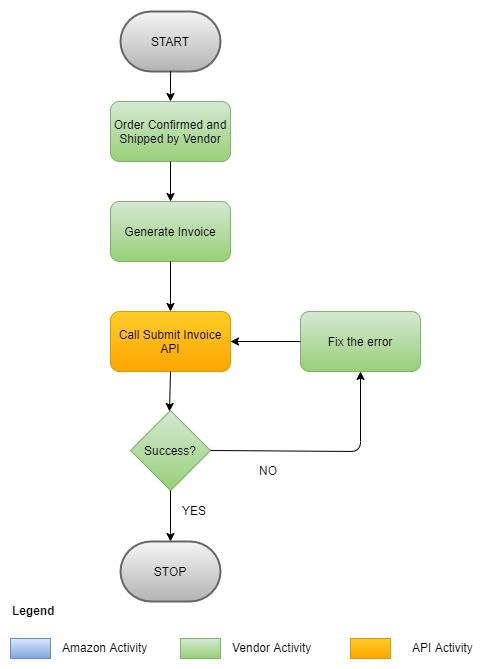 START
Order Confirmed and
Shipped by Vendor
Generate Invoice
Call Submit Invoice
API
Fix the error
Success?
NO
YES
STOP
Legend
Amazon Activity
Vendor Activity
API Activity